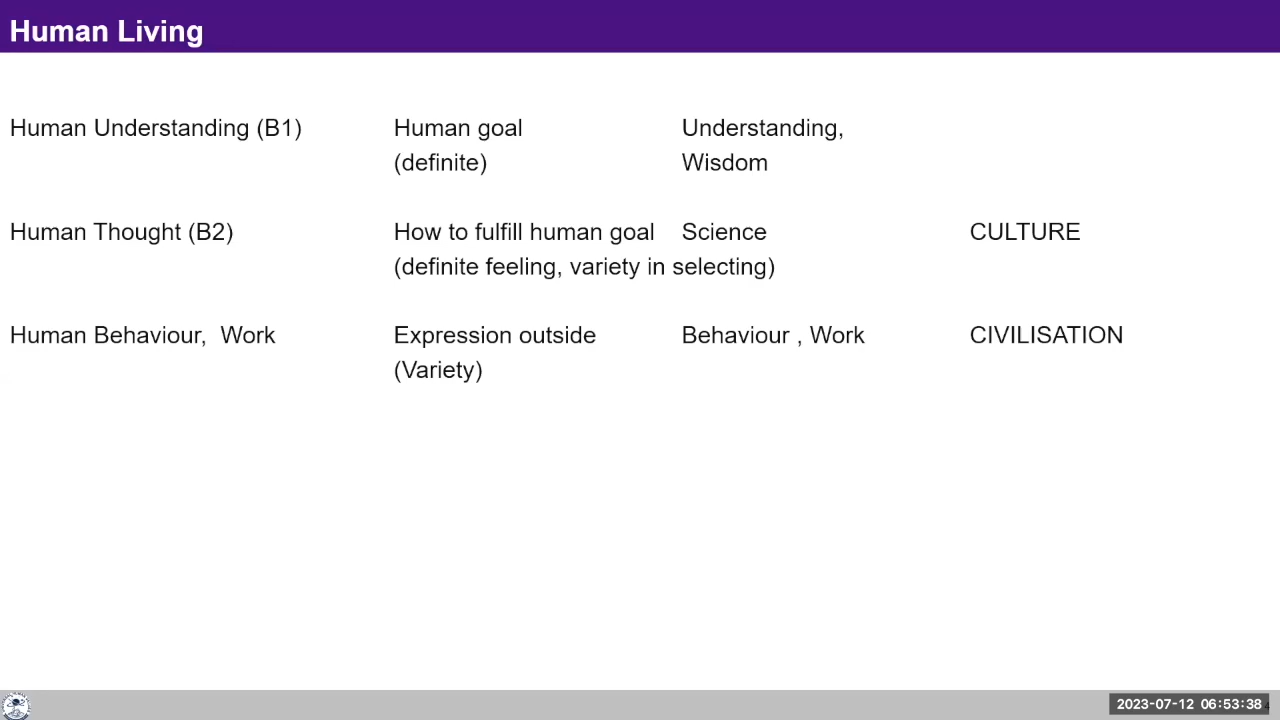 Human Living
Human Understanding (B1) Human goal Understanding,
(definite) Wisdom
Human Thought (B2) How to fulfill human goal Science CULTURE
(definite feeling, variety in selecting)
Human Behaviour, Work Expression outside Behaviour , Work CIVILISATION
(Variety)
2023-07-12 06:53:38